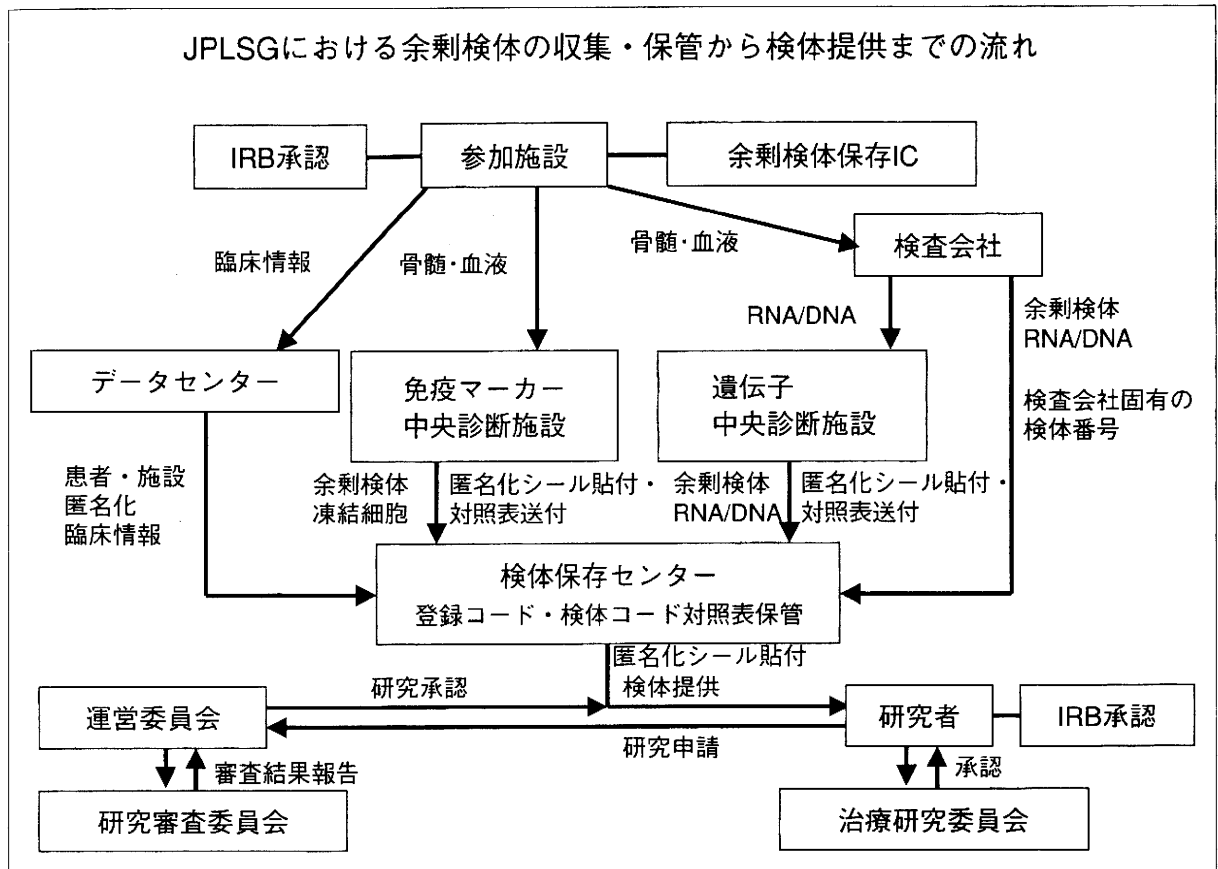 JPLSGにおける余剰検体の収集・保管から検体提供までの流れ
IRB承認
参加施設
余剰検体保存IC
臨床情報
骨髄・血液
骨髄・血液
検査会社
RNA/DNA
余剰検体
RNA/DNA
検査会社固有の
検体番号
データセンター
免疫マーカー
中央診断施設
遺伝子
中央診断施設
患者・施設
匿名化
臨床情報
余剰検体
凍結細胞
匿名化シール貼付・
対照表送付
余剰検体
RNA/DNA
匿名化シール貼付・
対照表送付
検体保存センター
登録コード・検体コード対照表保管
匿名化シール貼付
検体提供
研究承認
運営委員会
研究者
IRB承認
研究申請
審査結果報告
承認
研究審査委員会
治療研究委員会